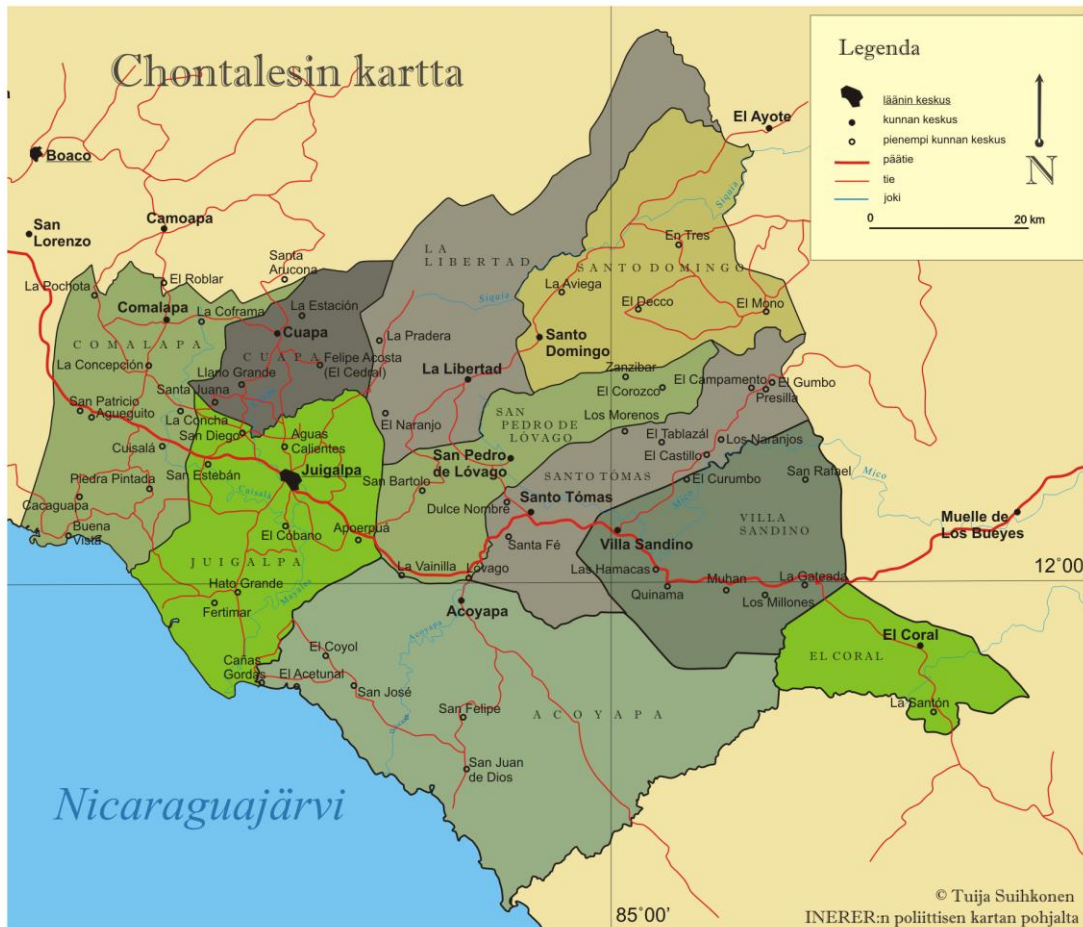 Chontalesin kartta
Legenda
läänin keskus
kunnan keskus
pienempi kunnan keskus
päätie
tie
joki
N
0
20 km
El Ayote
Boaco
San
Lorenzo
Camoapa
Santa
Arucona
LA
LIBERTAD
Siquia
En Tres
SANTO DOMINGO
La Pochota
El Roblar
La Estación
La Aviega
Siquia
El Decco
El Mono
Comalapa
La Coframa
Cuapa
COMALAPA
La Pradera
Santo
Domingo
CUAPA
La Concepción
Felipe Acosta
(El Cedral)
Llano Grande
La Libertad
Zanzibar
El Corozco
El Campamento
El Gumbo
Presilla
Santa Juana
San Patricio
Agueguito
La Concha
El Naranjo
SAN
PEDRO DE
LÓVAGO
Los Morenos
San Diego
Aguas
Calientes
El Tablazál
Los Naranjos
Cuisalá
San Pedro
de Lóvago
El Castillo
Juigalpa
San Estebán
SANTO TÓMAS
San Rafael
Mico
Piedra Pintada
San Bartolo
El Curumbo
Cuisalá
Santo Tómas
Cacaguapa
Dulce Nombre
Mico
VILLA
SANDINO
Muelle de
Los Bueyes
Buena
Vista
El Cóbano
Apoerpuá
Santa Fé
Villa Sandino
JUIGALPA
La Vainilla
Lóvago
Las Hamacas
Muhan
La Gateada
12°00'
Hato Grande
Mayales
Quinama
Los Millones
Fertimar
Acoyapa
Acoyapa
El Coral
El Coyol
EL CORAL
Cañas
Gordas
El Acetunal
San José
La Santón
San Felipe
ACOYAPA
San Juan
de Dios
Nicaraguajärvi
85°00'
© Tuija Suihkonen
INERER:n poliittisen kartan pohjalta